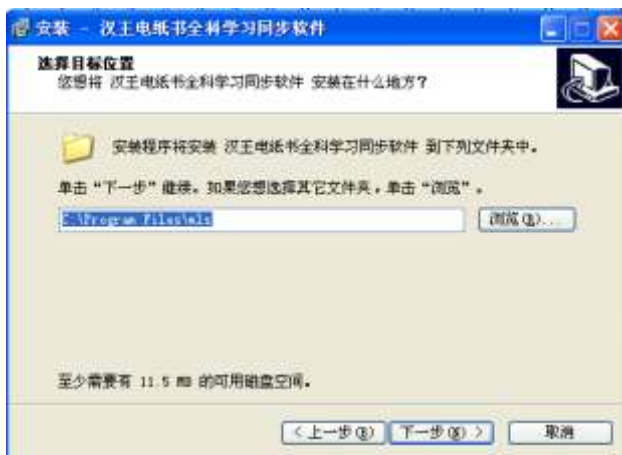 安装 - 汉王电纸书全科学习同步软件
选择目标位置
您想将 汉王电纸书全科学习同步软件 安装在什么地方？
安装程序将安装 汉王电纸书全科学习同步软件 到下列文件夹中。
单击“下一步”继续。如果您想选择其它文件夹，单击“浏览”。
C:\Program Files\els
浏览(R)...
至少需要有 11.5 MB 的可用磁盘空间。
< 上一步(B)
下一步(N) >
取消